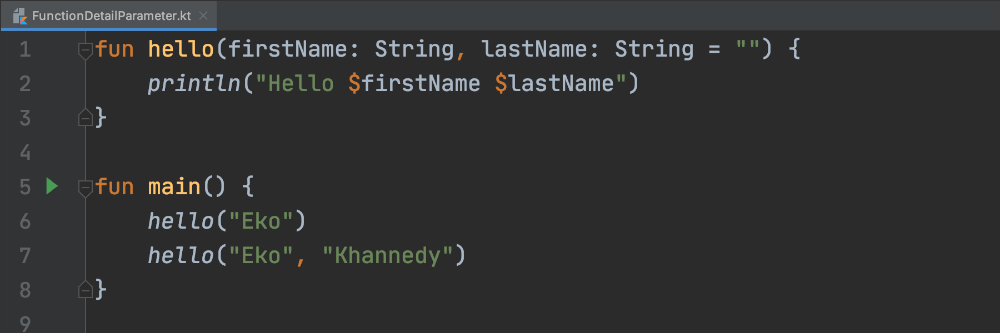 FunctionDetailParameter.kt
1 fun hello(firstName: String, lastName: String = "") {
2     println("Hello $firstName $lastName")
3 }
4
5 fun main() {
6     hello("Eko")
7     hello("Eko", "Khannedy")
8 }
9